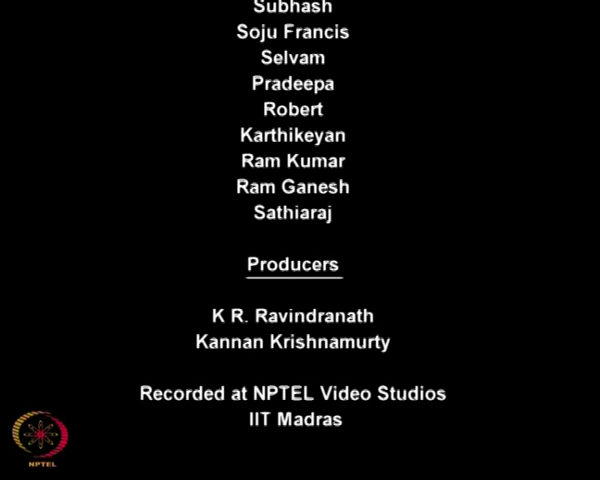 Subhash
Soju Francis
Selvam
Pradeepa
Robert
Karthikeyan
Ram Kumar
Ram Ganesh
Sathiaraj
Producers
K R. Ravindranath
Kannan Krishnamurty
Recorded at NPTEL Video Studios
IIT Madras
NPTEL